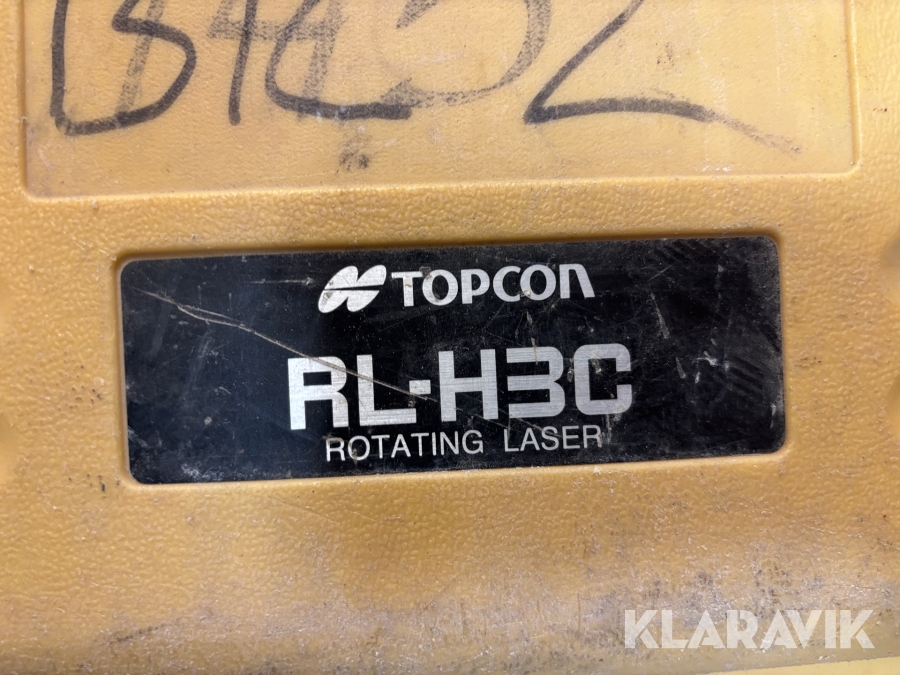 TOPCON
RL-H3C
ROTATING LASER
KLARAVIK